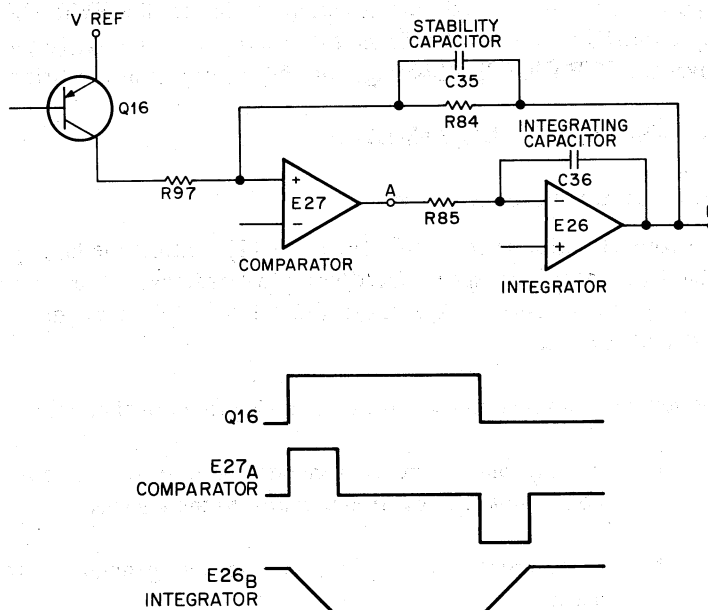 V REF
Q16
STABILITY
CAPACITOR
C35
R84
INTEGRATING
CAPACITOR
C36
R97
+
E27
-
A
R85
-
E26
+
COMPARATOR
INTEGRATOR
Q16
E27A
COMPARATOR
E26B
INTEGRATOR